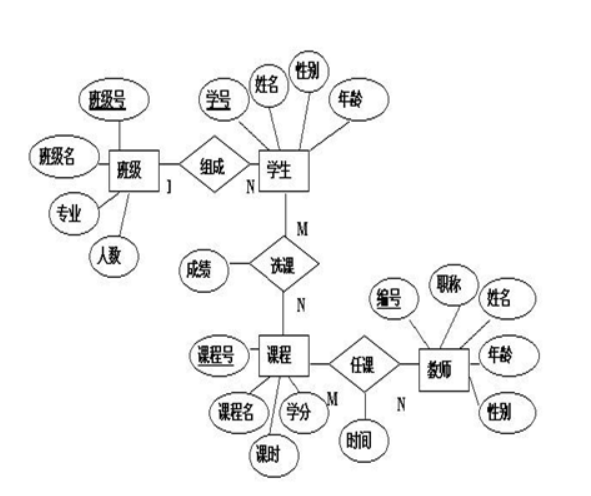 性别
姓名
班级号
学号
年龄
班级名
班级
组成
学生
1
N
专业
人数
M
成绩
选课
N
职称
编号
姓名
课程号
课程
任课
教师
年龄
M
N
课程名
学分
性别
时间
课时